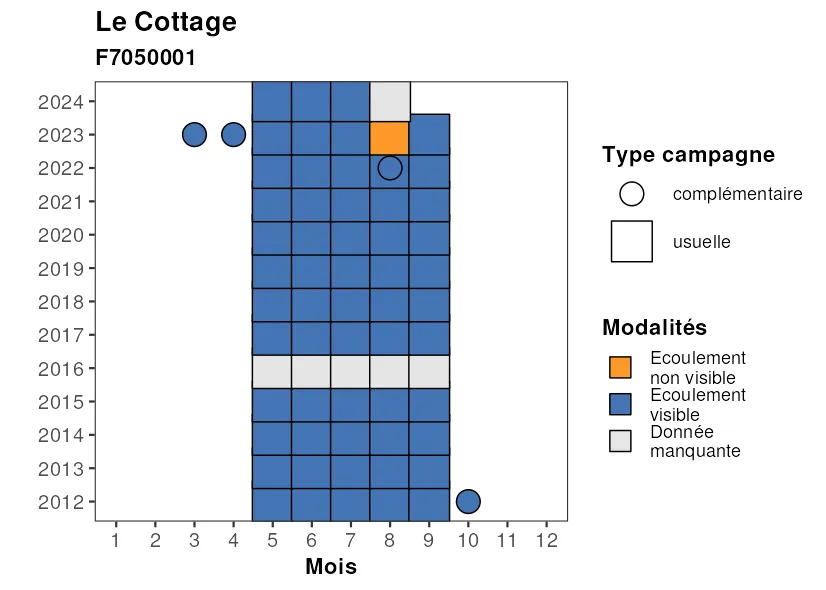 Le Cottage
F7050001
2024
2023
2022
2021
2020
2019
2018
2017
2016
2015
2014
2013
2012
1 2 3 4 5 6 7 8 9 10 11 12
Mois
Type campagne
complémentaire
usuelle
Modalités
Ecoulement
non visible
Ecoulement
visible
Donnée
manquante